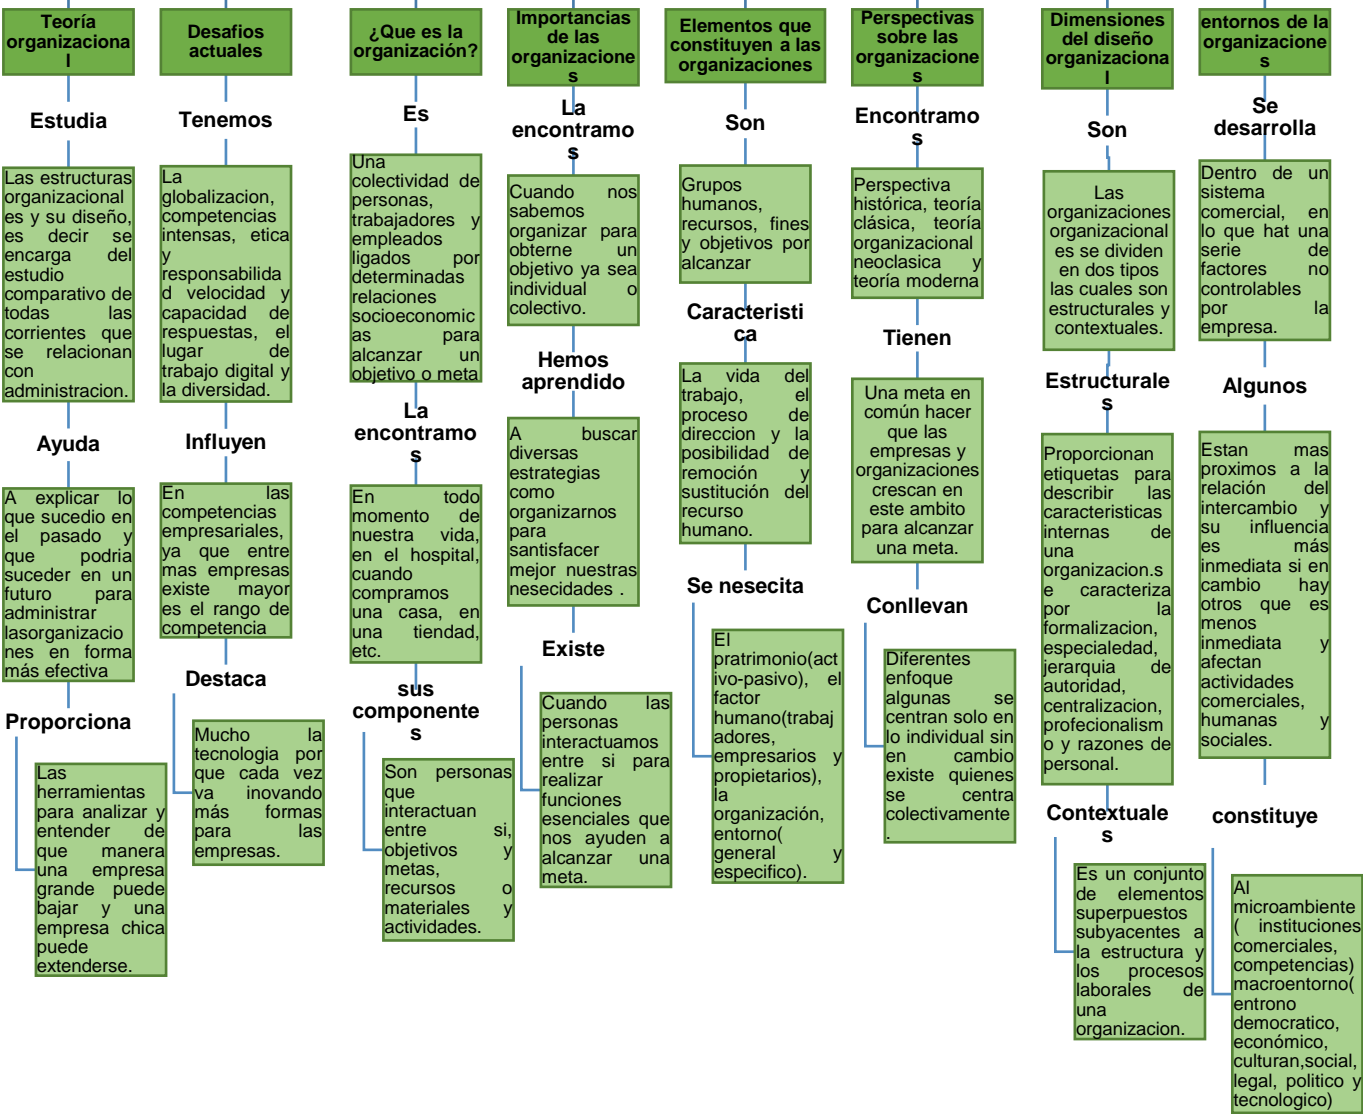 Teoría
organizaciona
l
Estudia
Las estructuras
organizacional
es y su diseño,
es decir se
encarga del
estudio
comparativo de
todas las
corrientes que
se relacionan
con
administracion.
Ayuda
A explicar lo
que sucedio en
el pasado y
que podria
suceder en un
futuro para
administrar
lasorganizacio
nes en forma
más efectiva
Proporciona
Las
herramientas
para analizar y
entender de
que manera
una empresa
grande puede
bajar y una
empresa chica
puede
extenderse.
Desafios
actuales
Tenemos
La
globalizacion,
competencias
intensas, etica
y
responsabilida
d velocidad y
capacidad de
respuestas, el
lugar de
trabajo digital y
la diversidad.
Influyen
En las
competencias
empresariales,
ya que entre
mas empresas
existe mayor
es el rango de
competencia
Destaca
Mucho la
tecnologia por
que cada vez
va inovando
más formas
para las
empresas.
¿Que es la
organización?
Es
Una
colectividad de
personas,
trabajadores y
empleados
ligados por
determinadas
relaciones
socioeconomic
as para
alcanzar un
objetivo o meta
La
encontramo
s
En todo
momento de
nuestra vida,
en el hospital,
cuando
compramos
una casa, en
una tiendad,
etc.
sus
componente
s
Son personas
que
interactuan
entre si,
objetivos y
metas,
recursos o
materiales y
actividades.
Importancias
de las
organizacione
s
La
encontramo
s
Cuando nos
sabemos
organizar para
obterne un
objetivo ya sea
individual o
colectivo.
Hemos
aprendido
A buscar
diversas
estrategias
como
organizarnos
para
santisfacer
mejor nuestras
nesecidades .
Existe
Cuando las
personas
interactuamos
entre si para
realizar
funciones
esenciales que
nos ayuden a
alcanzar una
meta.
Elementos que
constituyen a las
organizaciones
Son
Grupos
humanos,
recursos, fines
y objetivos por
alcanzar
Caracteristi
ca
La vida del
trabajo, el
proceso de
direccion y la
posibilidad de
remoción y
sustitución del
recurso
humano.
Se nesecita
El
pratrimonio(act
ivo-pasivo), el
factor
humano(trabaj
adores,
empresarios y
propietarios),
la
organización,
entorno(
general y
especifico).
Perspectivas
sobre las
organizacione
s
Encontramo
s
Perspectiva
histórica, teoría
clásica, teoría
organizacional
neoclasica y
teoría moderna
Tienen
Una meta en
común hacer
que las
empresas y
organizaciones
crescan en
este ambito
para alcanzar
una meta.
Conllevan
Diferentes
enfoque
algunas se
centran solo en
lo individual sin
en cambio
existe quienes
se centra
colectivamente
.
Dimensiones
del diseño
organizaciona
l
Son
Las
organizaciones
organizacional
es se dividen
en dos tipos
las cuales son
estructurales y
contextuales.
Estructurale
s
Proporcionan
etiquetas para
describir las
caracteristicas
internas de
una
organizacion.s
e caracteriza
por la
formalizacion,
especialedad,
jerarquia de
autoridad,
centralizacion,
profecionalism
o y razones de
personal.
Contextuale
s
Es un conjunto
de elementos
superpuestos
subyacentes a
la estructura y
los procesos
laborales de
una
organizacion.
entornos de la
organizacione
s
Se
desarrolla
Dentro de un
sistema
comercial, en
lo que hat una
serie de
factores no
controlables
por la
empresa.
Algunos
Estan mas
proximos a la
relación del
intercambio y
su influencia
es más
inmediata si en
cambio hay
otros que es
menos
inmediata y
afectan
actividades
comerciales,
humanas y
sociales.
constituye
Al
microambiente
( instituciones
comerciales,
competencias)
macroentorno(
entrono
democratico,
económico,
culturan,social,
legal, politico y
tecnologico)